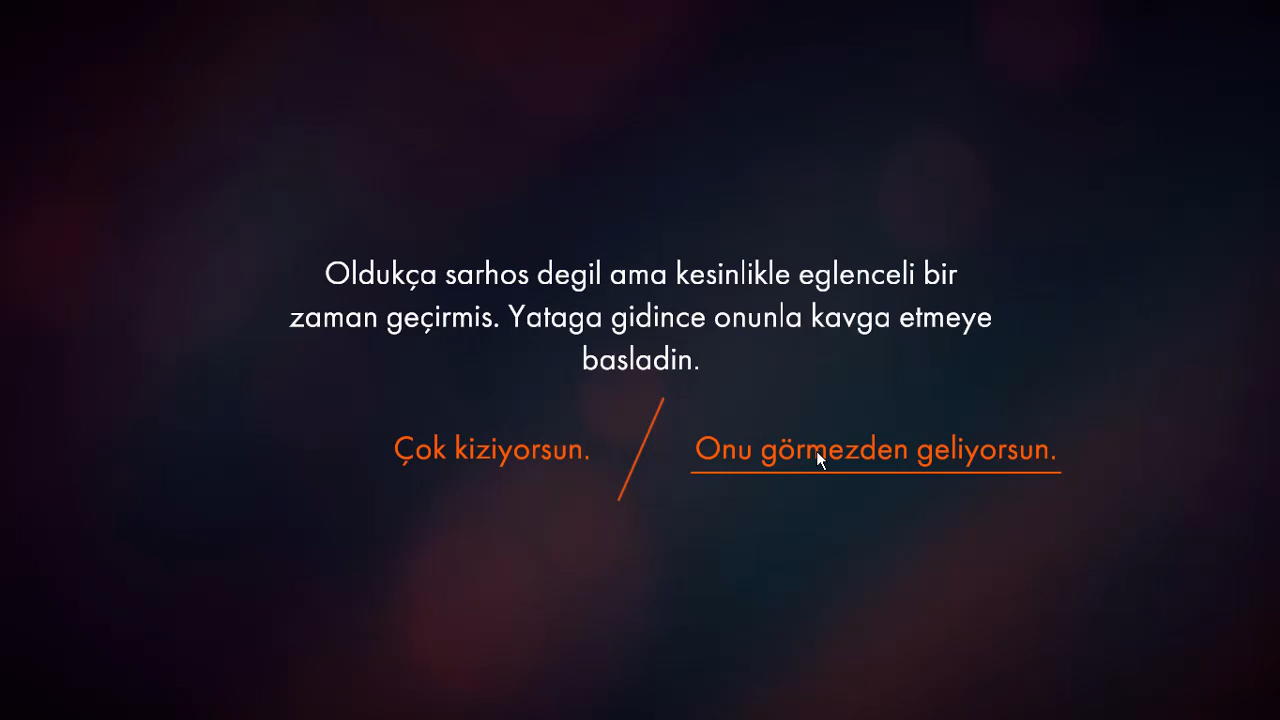 Oldukça sarhos degil ama kesinlikle eglenceli bir
zaman geçirmis. Yataga gidince onunla kavga etmeye
basladin.
Çok kiziyorsun.
Onu görmezden geliyorsun.